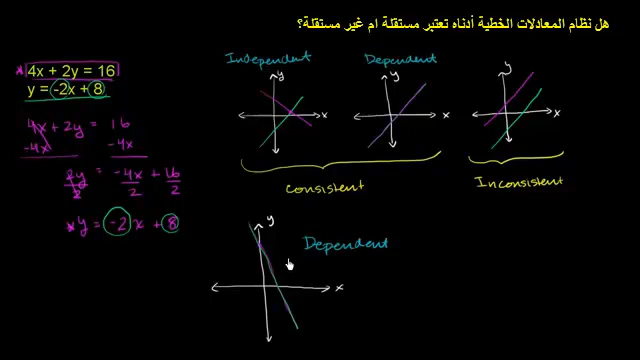 هل نظام المعادلات الخطية أدناه تعتبر مستقلة ام غير مستقلة؟
* 4x + 2y = 16
y = -2x + 8
4x + 2y = 16
-4x -4x
2y/2 = -4x/2 + 16/2
*y = -2x + 8
Independent Dependent
y y y
x x x
Consistent Inconsistent
y
Dependent
x